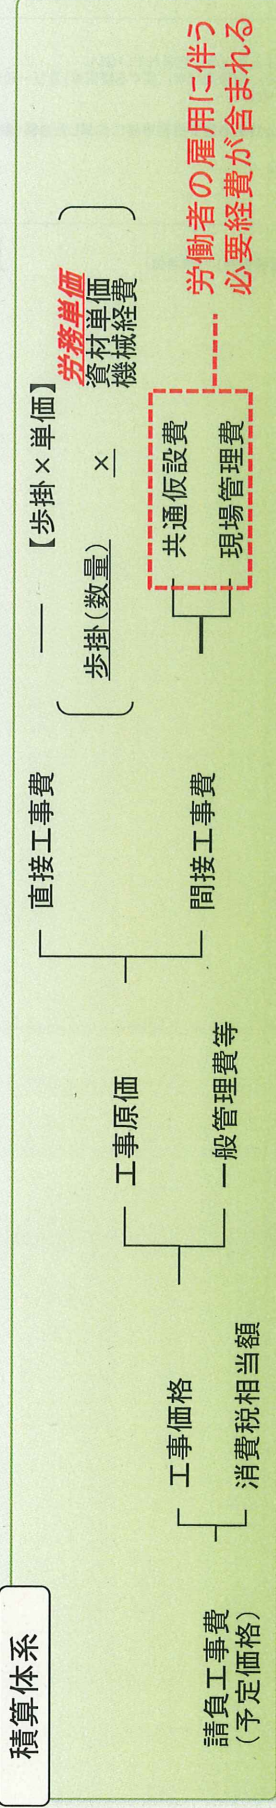 積算体系
請負工事費
（予定価格）
工事価格
消費税相当額
工事原価
一般管理費等
直接工事費
間接工事費
【歩掛×単価】
歩掛（数量） ×
労務単価
資材単価
機械経費
共通仮設費
現場管理費
労働者の雇用に伴う
必要経費が含まれる